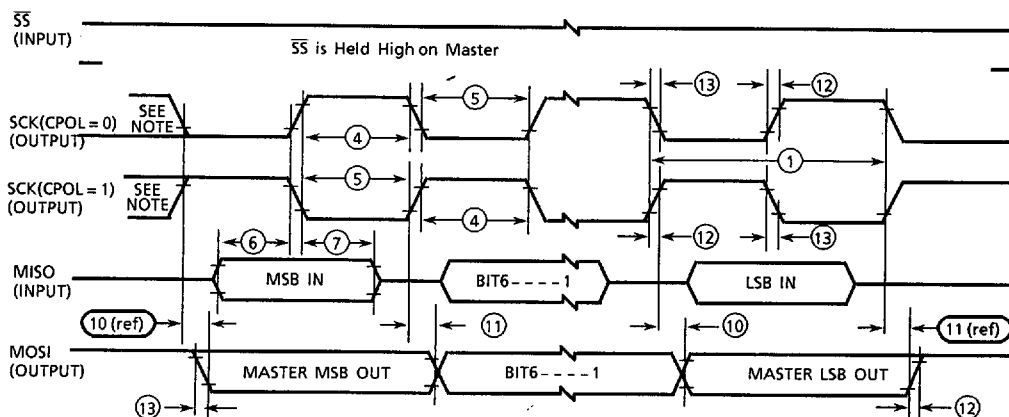 SS
(INPUT)
SS is Held High on Master
13
12
5
SEE
NOTE
SCK(CPOL = 0)
(OUTPUT)
4
1
5
SCK(CPOL = 1)
(OUTPUT)
SEE
NOTE
4
12
13
6
7
MISO
(INPUT)
MSB IN
BIT6 - - - - 1
LSB IN
10 (ref)
11
10
11 (ref)
MOSI
(OUTPUT)
MASTER MSB OUT
BIT6 - - - - 1
MASTER LSB OUT
13
12